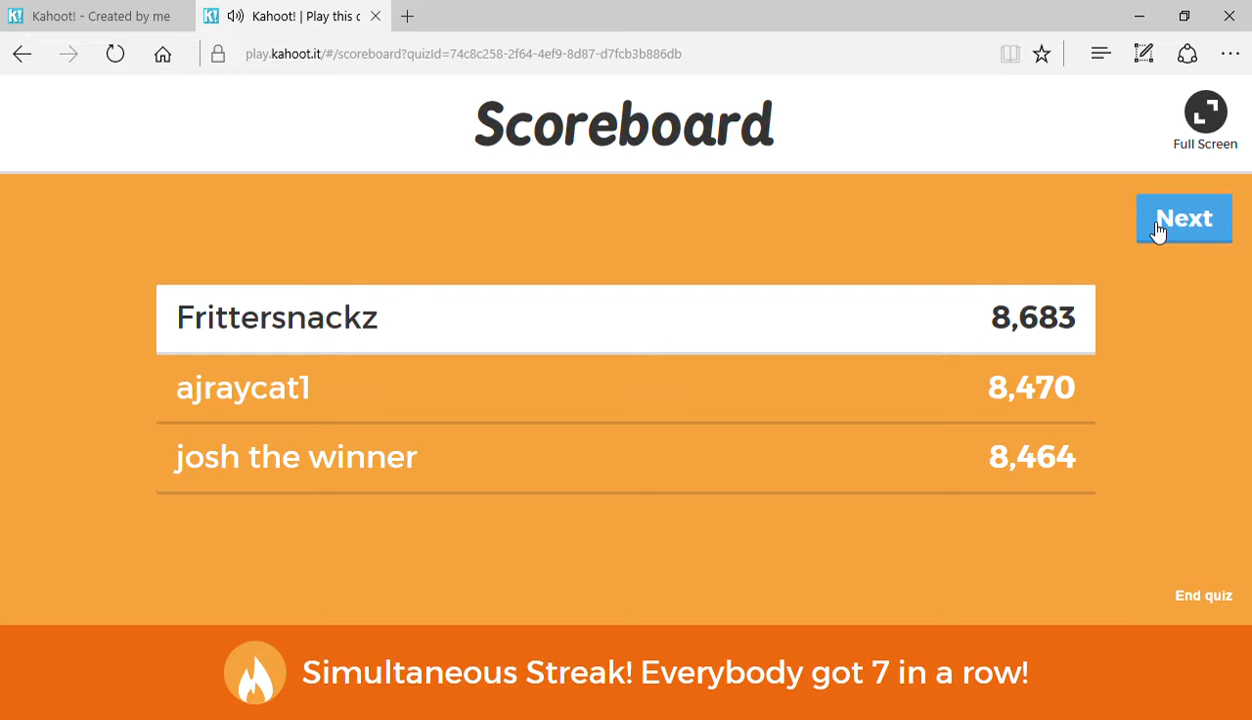 Kahoot! - Created by me
Kahoot! | Play this c
play.kahoot.it/#/scoreboard?quizId=74c8c258-2f64-4ef9-8d87-d7fcb3b886db
Scoreboard
Full Screen
Next
Frittersnackz 8,683
ajraycat1 8,470
josh the winner 8,464
End quiz
Simultaneous Streak! Everybody got 7 in a row!